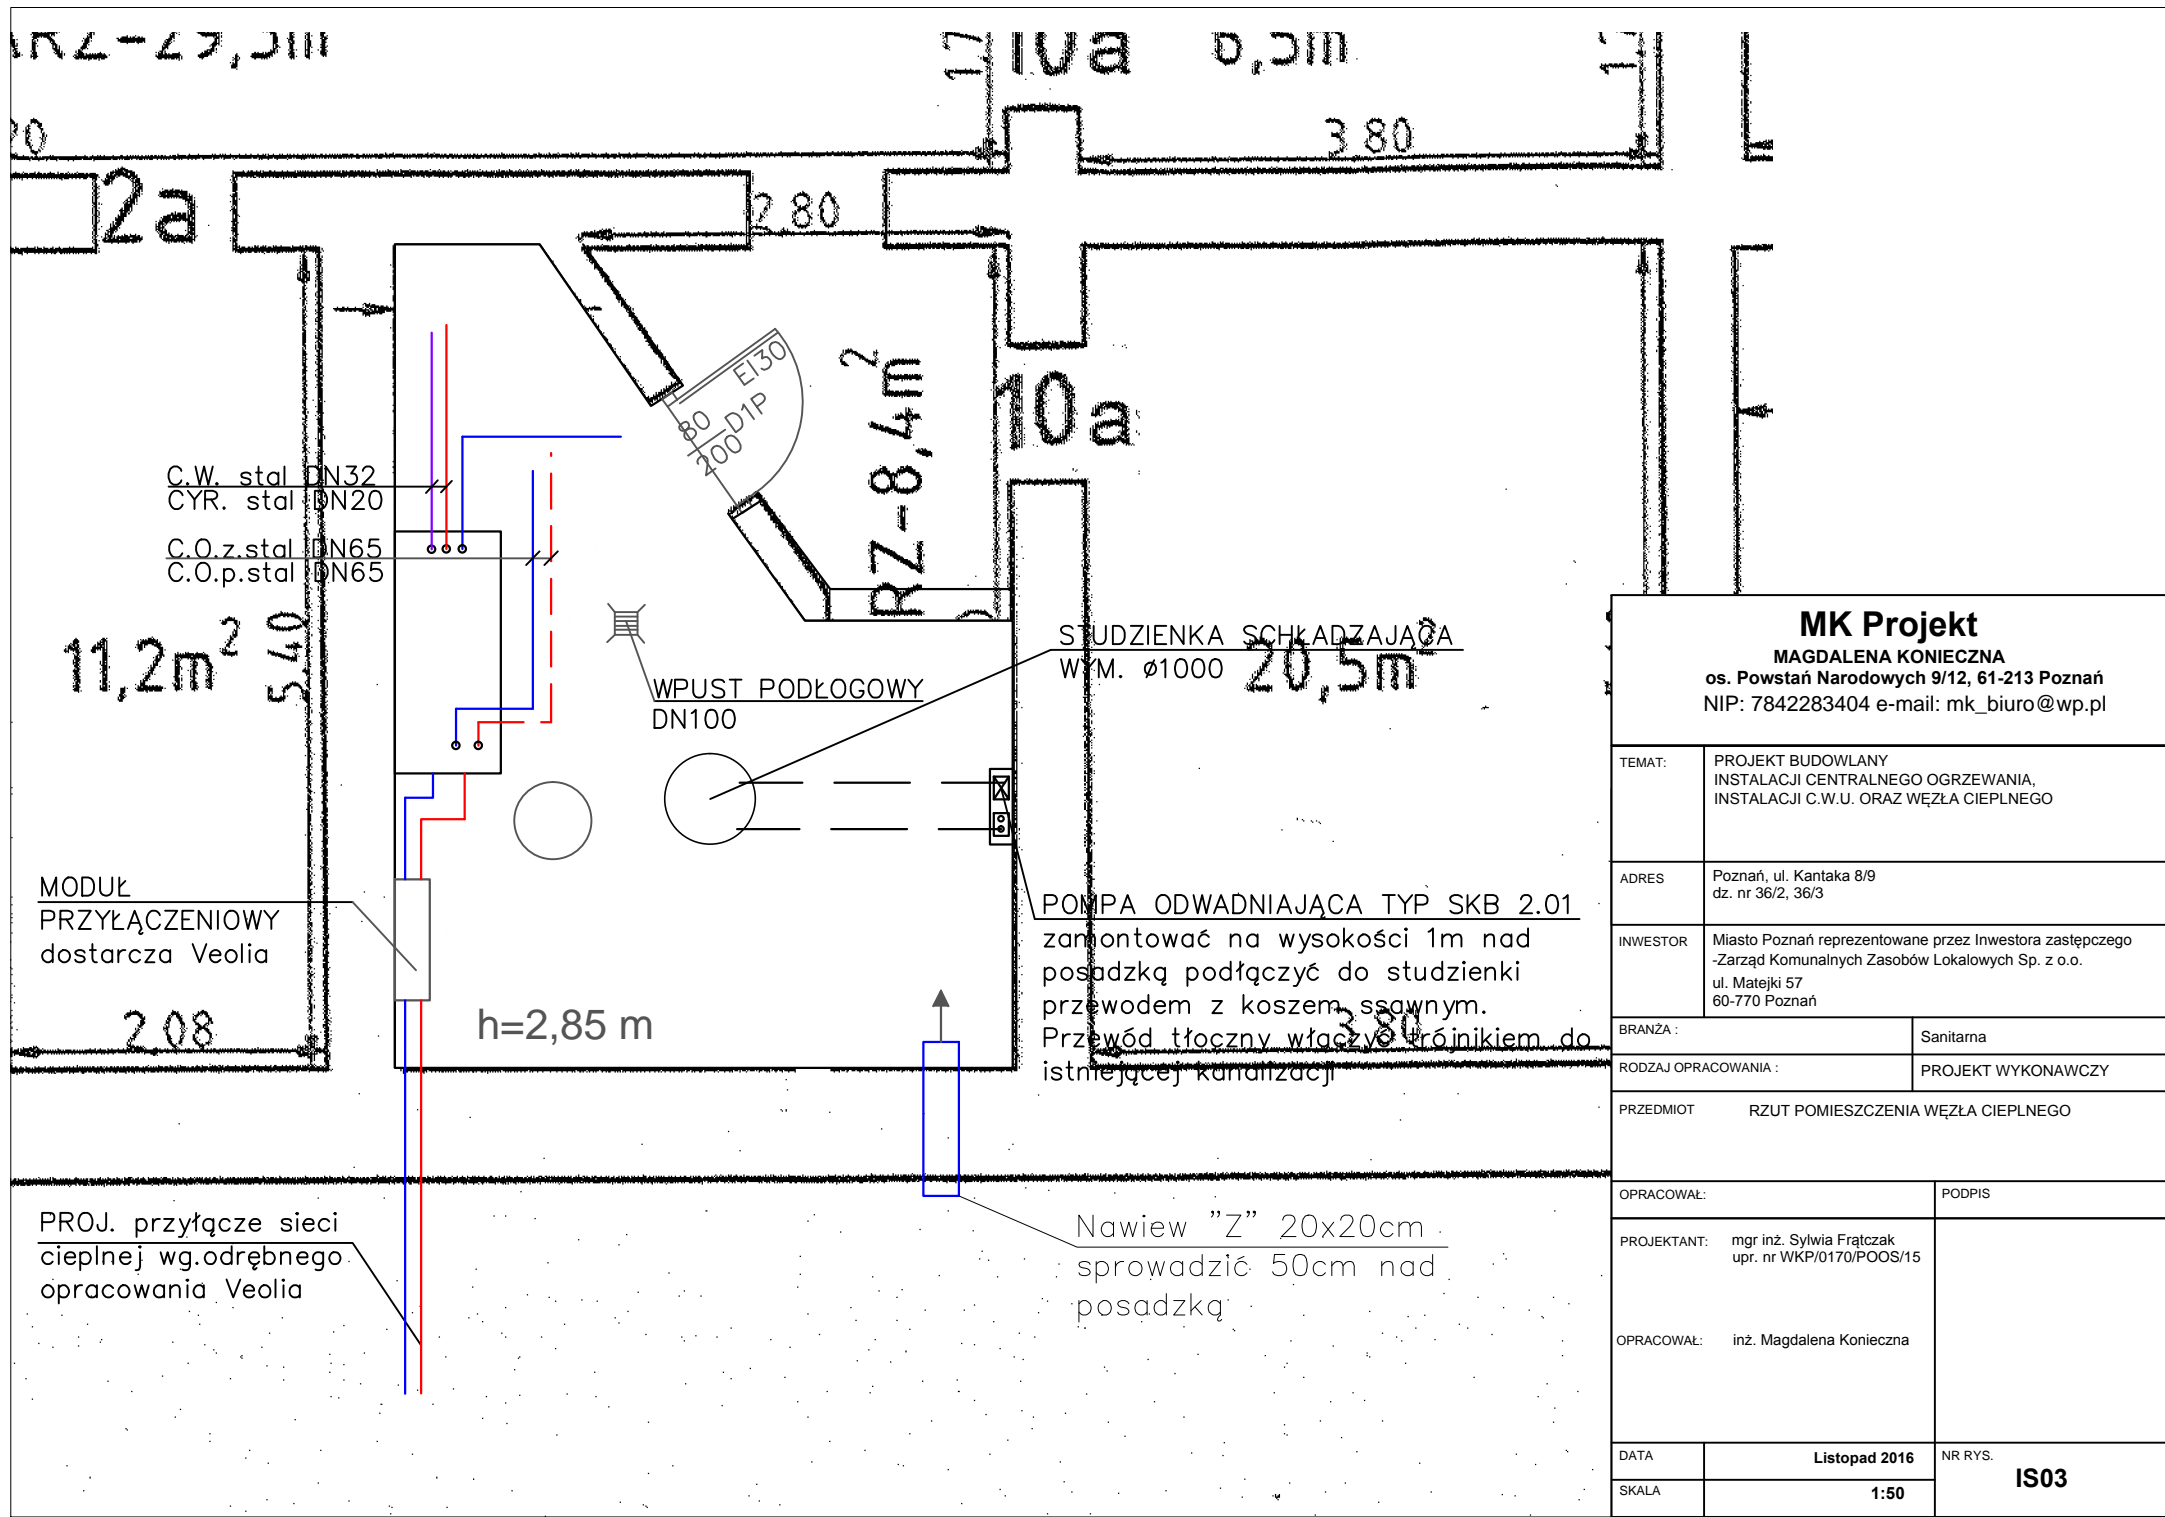 10a
3 80
2a
2,80
EI30
80
D1P
200
RZ-8,4m²
10a
C.W. stal DN32
CYR. stal DN20
C.O.z.stal DN65
C.O.p.stal DN65
11,2m²
5,40
STUDZIENKA SCHŁADZAJĄCA
WYM. ø1000
20,5m²
WPUST PODŁOGOWY
DN100
MODUŁ
PRZYŁĄCZENIOWY
dostarcza Veolia
POMPA ODWADNIAJĄCA TYP SKB 2.01
zamontować na wysokości 1m nad
posadzką podłączyć do studzienki
przewodem z koszem ssawnym.
Przewód tłoczny włączyć trójnikiem do
istniejącej kanalizacji
h=2,85 m
2 08
3,80
PROJ. przyłącze sieci
cieplnej wg.odrębnego
opracowania Veolia
Nawiew "Z" 20x20cm
sprowadzić 50cm nad
posadzką
MK Projekt
MAGDALENA KONIECZNA
os. Powstań Narodowych 9/12, 61-213 Poznań
NIP: 7842283404 e-mail: mk_biuro@wp.pl
TEMAT: PROJEKT BUDOWLANY
INSTALACJI CENTRALNEGO OGRZEWANIA,
INSTALACJI C.W.U. ORAZ WĘZŁA CIEPLNEGO
ADRES Poznań, ul. Kantaka 8/9
dz. nr 36/2, 36/3
INWESTOR Miasto Poznań reprezentowane przez Inwestora zastępczego
-Zarząd Komunalnych Zasobów Lokalowych Sp. z o.o.
ul. Matejki 57
60-770 Poznań
BRANŻA : Sanitarna
RODZAJ OPRACOWANIA : PROJEKT WYKONAWCZY
PRZEDMIOT RZUT POMIESZCZENIA WĘZŁA CIEPLNEGO
OPRACOWAŁ: PODPIS
PROJEKTANT: mgr inż. Sylwia Frątczak
upr. nr WKP/0170/POOS/15
OPRACOWAŁ: inż. Magdalena Konieczna
DATA Listopad 2016 NR RYS.
IS03
SKALA 1:50